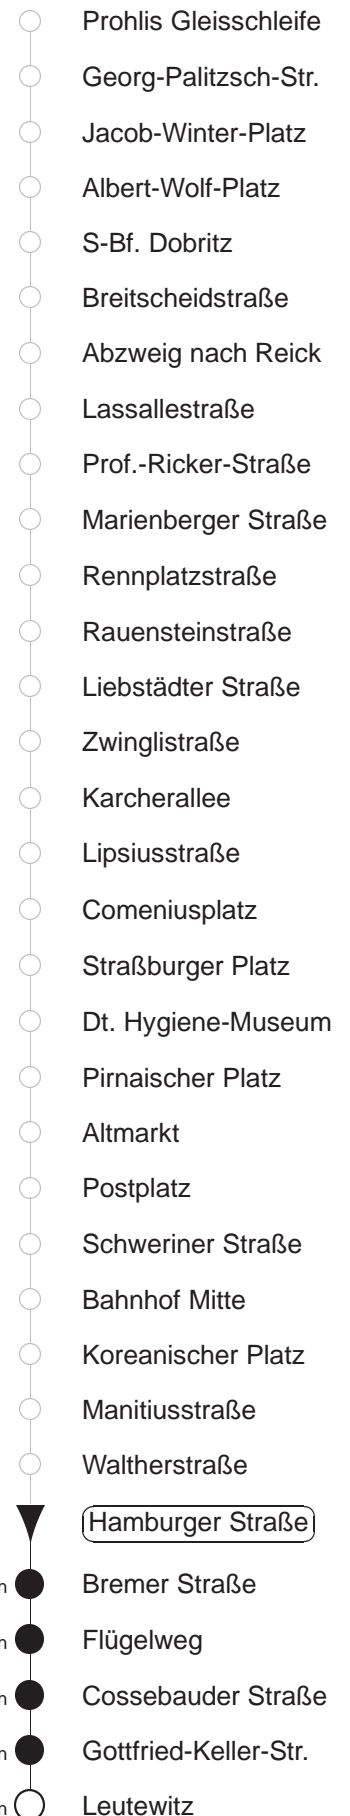 Prohlis Gleisschleife
Georg-Palitzsch-Str.
Jacob-Winter-Platz
Albert-Wolf-Platz
S-Bf. Dobritz
Breitscheidstraße
Abzweig nach Reick
Lassallestraße
Prof.-Ricker-Straße
Marienberger Straße
Rennplatzstraße
Rauensteinstraße
Liebstädter Straße
Zwinglistraße
Karcherallee
Lipsiusstraße
Comeniusplatz
Straßburger Platz
Dt. Hygiene-Museum
Pirnaischer Platz
Altmarkt
Postplatz
Schweriner Straße
Bahnhof Mitte
Koreanischer Platz
Manitiusstraße
Waltherstraße
Hamburger Straße
Bremer Straße
Flügelweg
Cossebauder Straße
Gottfried-Keller-Str.
Leutewitz